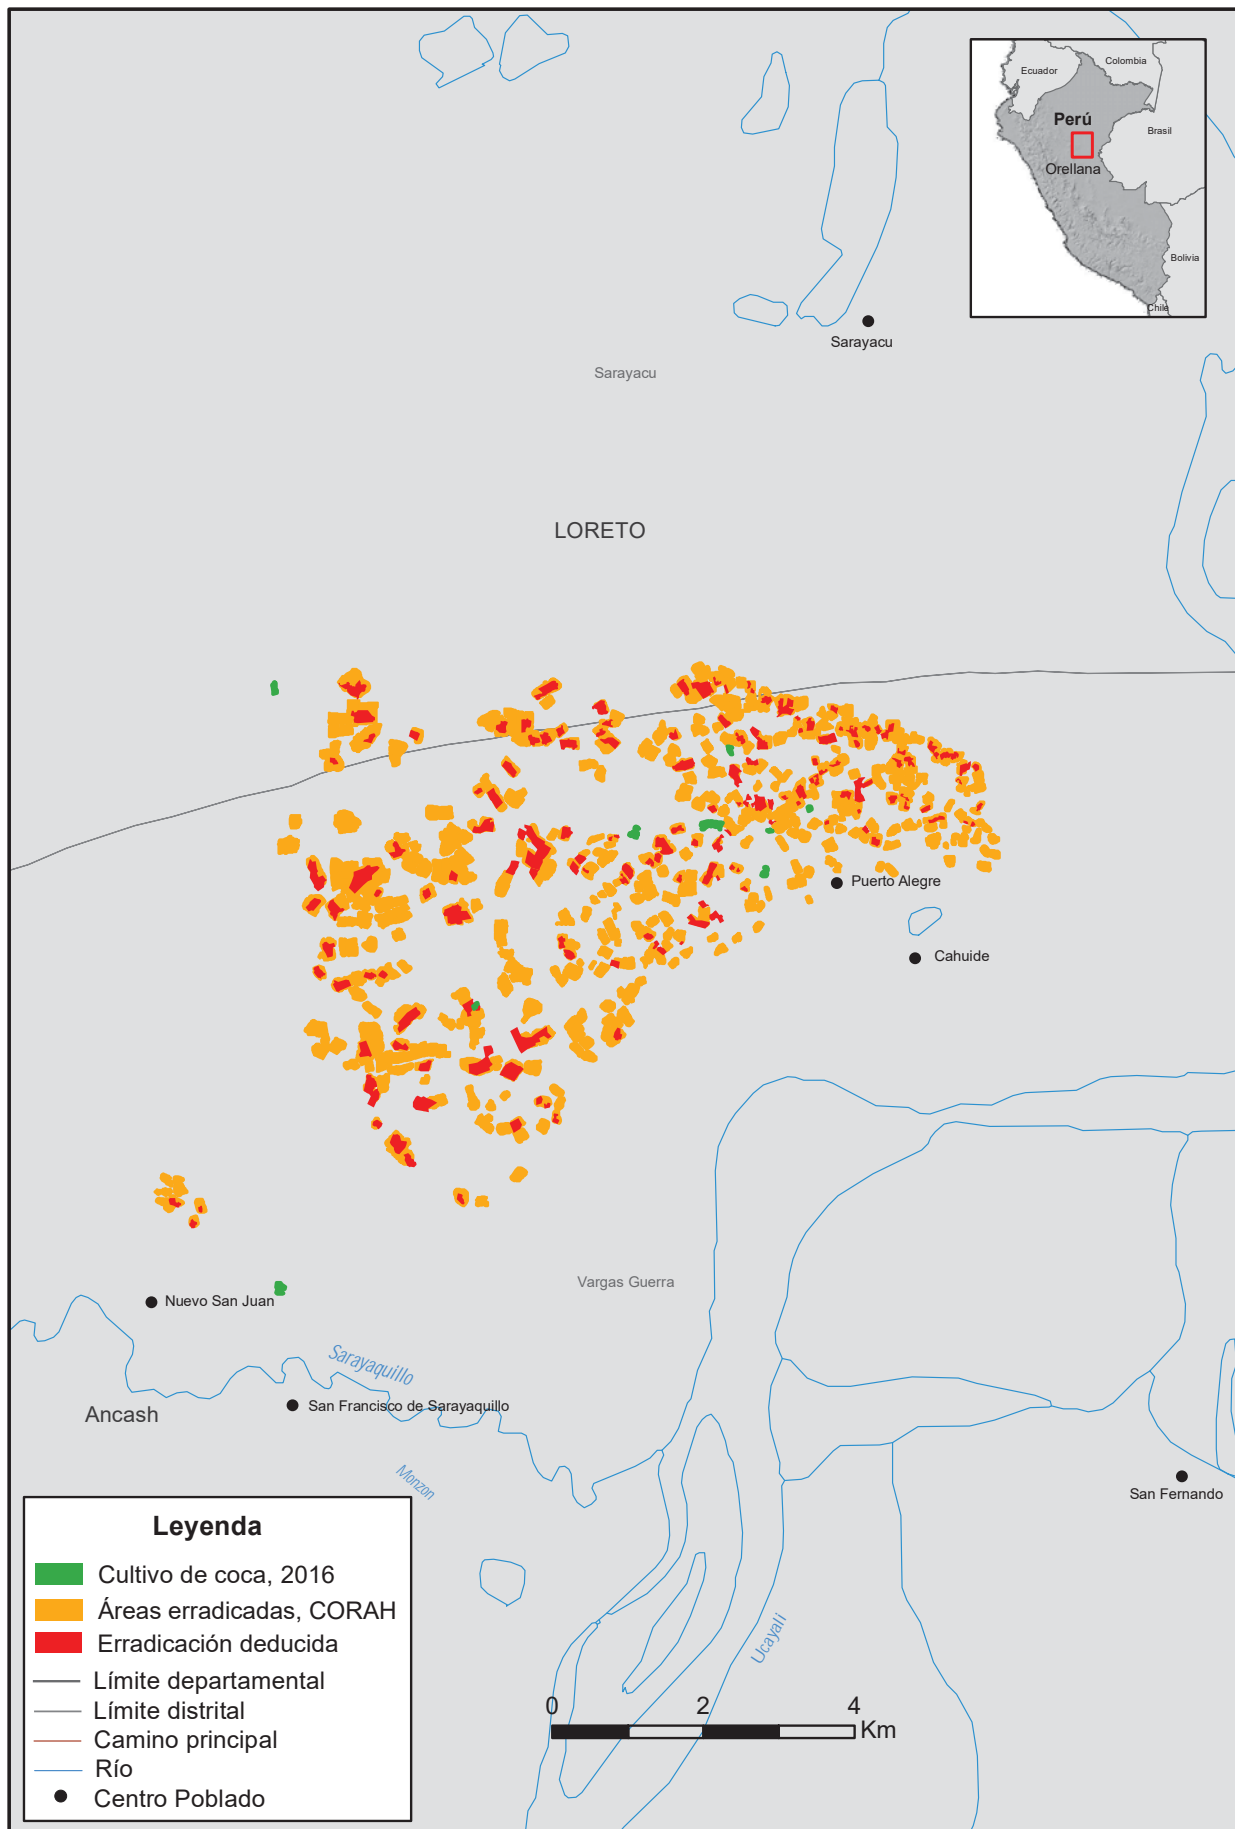 Colombia
Ecuador
Perú
Brasil
Orellana
Bolivia
Chile
Sarayacu
Sarayacu
LORETO
Puerto Alegre
Cahuide
Vargas Guerra
Nuevo San Juan
Sarayaquillo
San Francisco de Sarayaquillo
Ancash
Monzon
San Fernando
Ucayali
Leyenda
Cultivo de coca, 2016
Áreas erradicadas, CORAH
Erradicación deducida
Límite departamental
Límite distrital
Camino principal
Río
Centro Poblado
0 2 4
Km